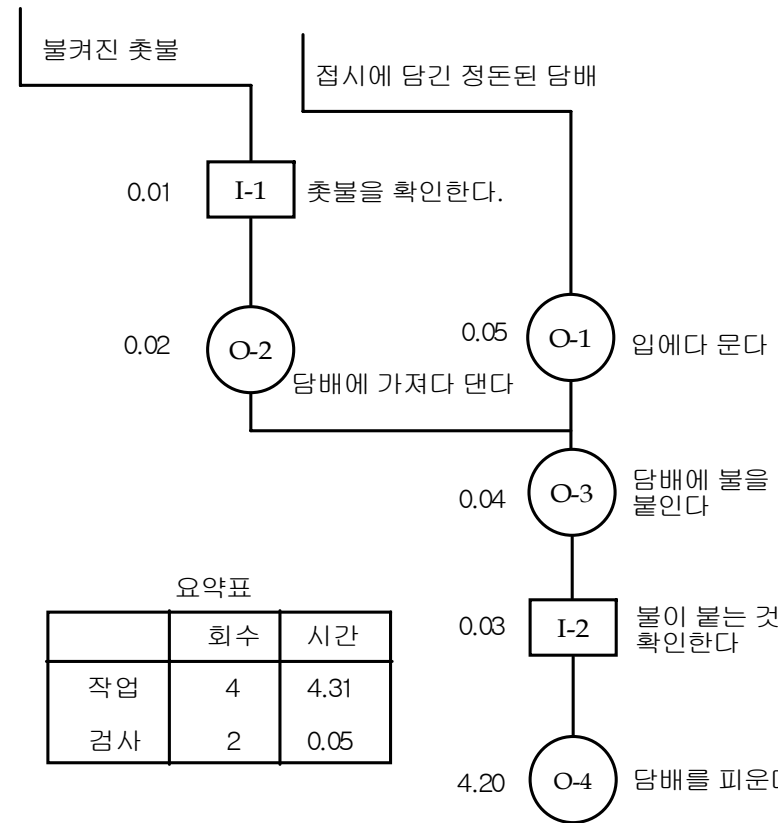 불켜진 촛불
접시에 담긴 정돈된 담배
0.01 I-1 촛불을 확인한다.
0.02 O-2 담배에 가져다 댄다
0.05 O-1 입에다 문다
0.04 O-3 담배에 불을
붙인다
0.03 I-2 불이 붙는 것
확인한다
4.20 O-4 담배를 피운
요약표
회수 시간
작업 4 4.31
검사 2 0.05